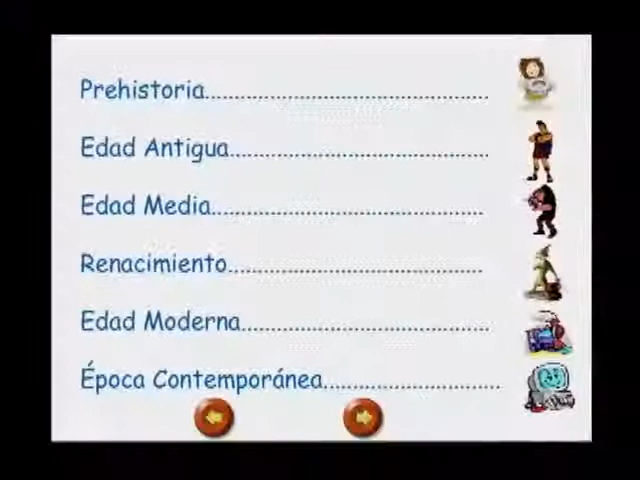 Prehistoria................................................
Edad Antigua............................................
Edad Media..............................................
Renacimiento...........................................
Edad Moderna..........................................
Época Contemporánea..............................